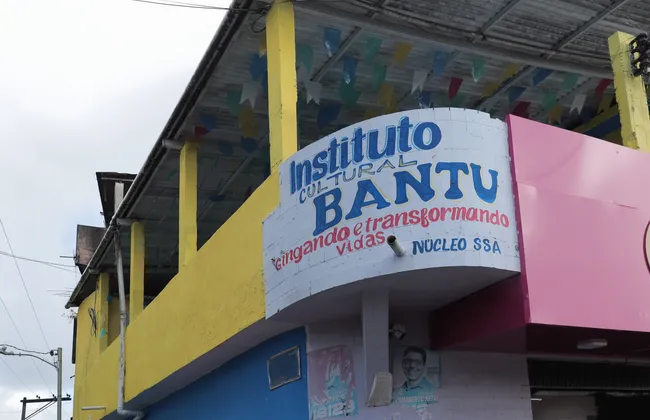 Instituto
CULTURAL
BANTU
Gingando e transformando
vidas
NÚCLEO SSA